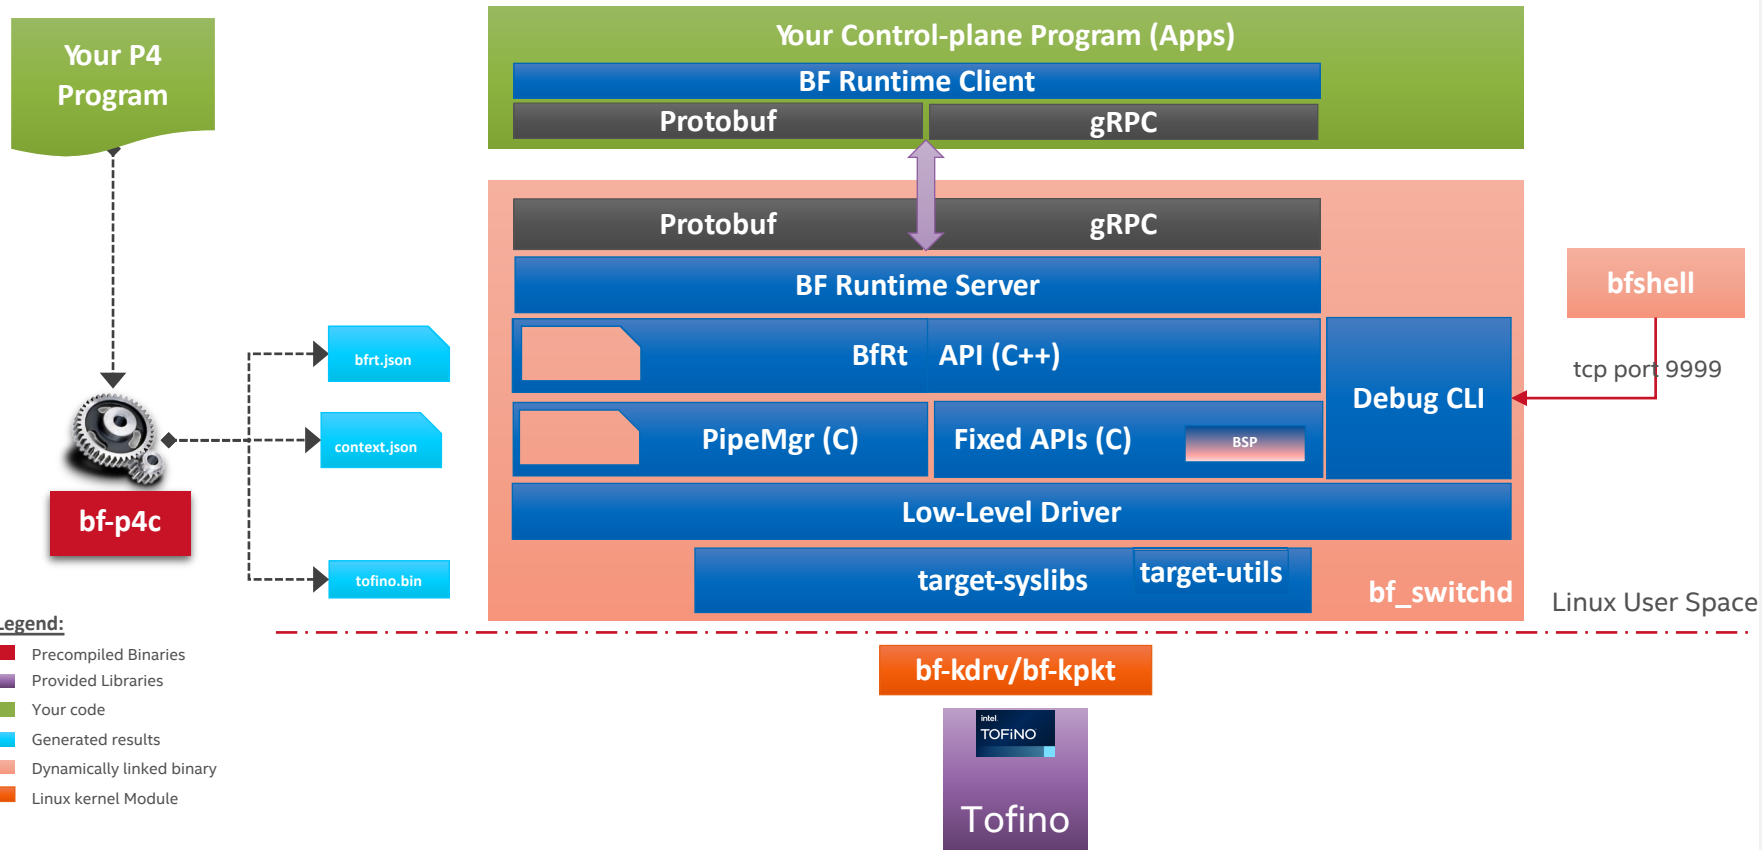 Your P4
Program
Your Control-plane Program (Apps)
BF Runtime Client
Protobuf
gRPC
Protobuf
gRPC
BF Runtime Server
bfshell
bfrt.json
BfRt API (C++)
tcp port 9999
Debug CLI
context.json
PipeMgr (C)
Fixed APIs (C)
BSP
bf-p4c
Low-Level Driver
tofino.bin
target-syslibs
target-utils
bf_switchd
Linux User Space
Legend:
Precompiled Binaries
Provided Libraries
Your code
Generated results
Dynamically linked binary
Linux kernel Module
bf-kdrv/bf-kpkt
intel.
TOFiNO
Tofino